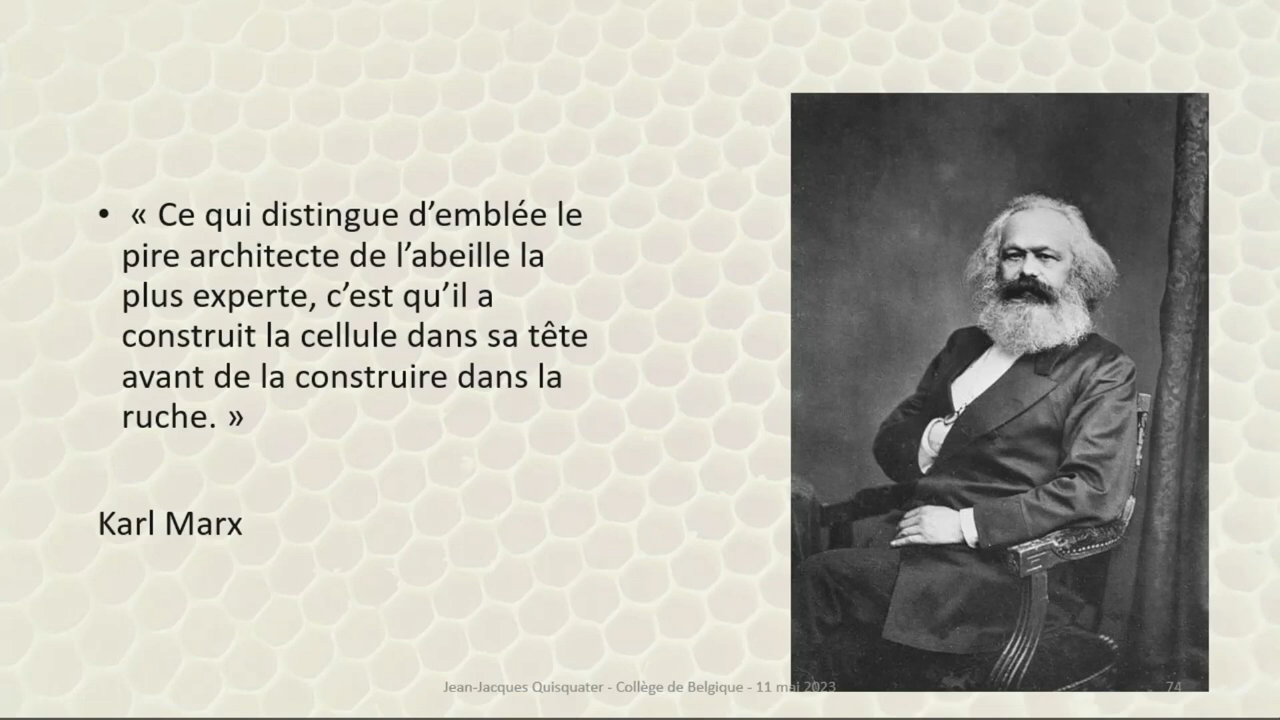 • « Ce qui distingue d’emblée le
pire architecte de l’abeille la
plus experte, c’est qu’il a
construit la cellule dans sa tête
avant de la construire dans la
ruche. »
Karl Marx
Jean-Jacques Quisquater - Collège de Belgique - 11 mai 2023
74